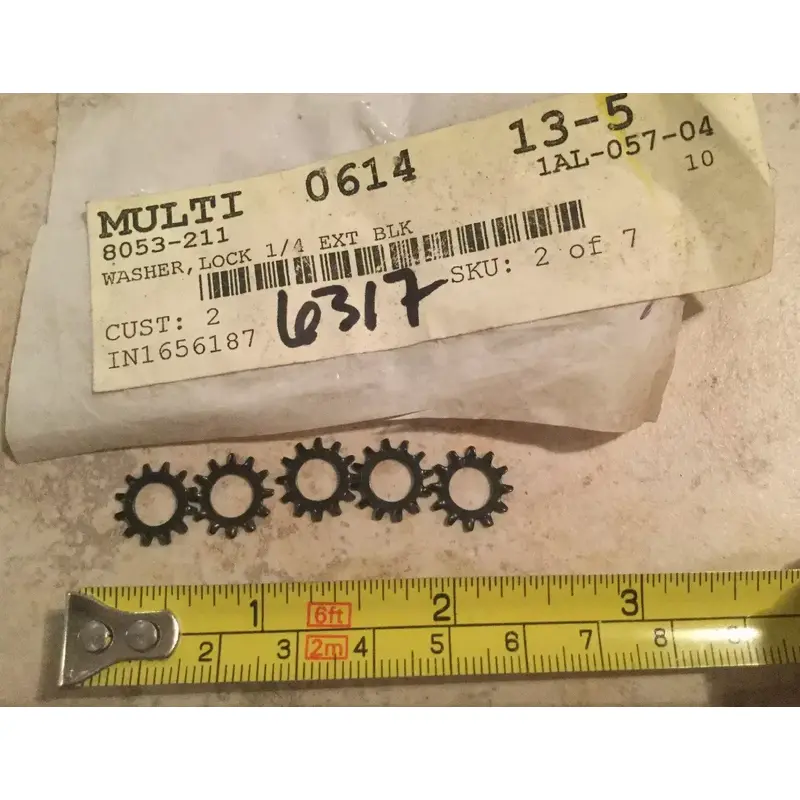 MULTI 0614 13-5
8053-211 1AL-057-04
WASHER,LOCK 1/4 EXT BLK 10
CUST: 2 SKU: 2 of 7
IN1656187
6317
1 6ft 2 3
2 3 2m 4 5 6 7 8 9